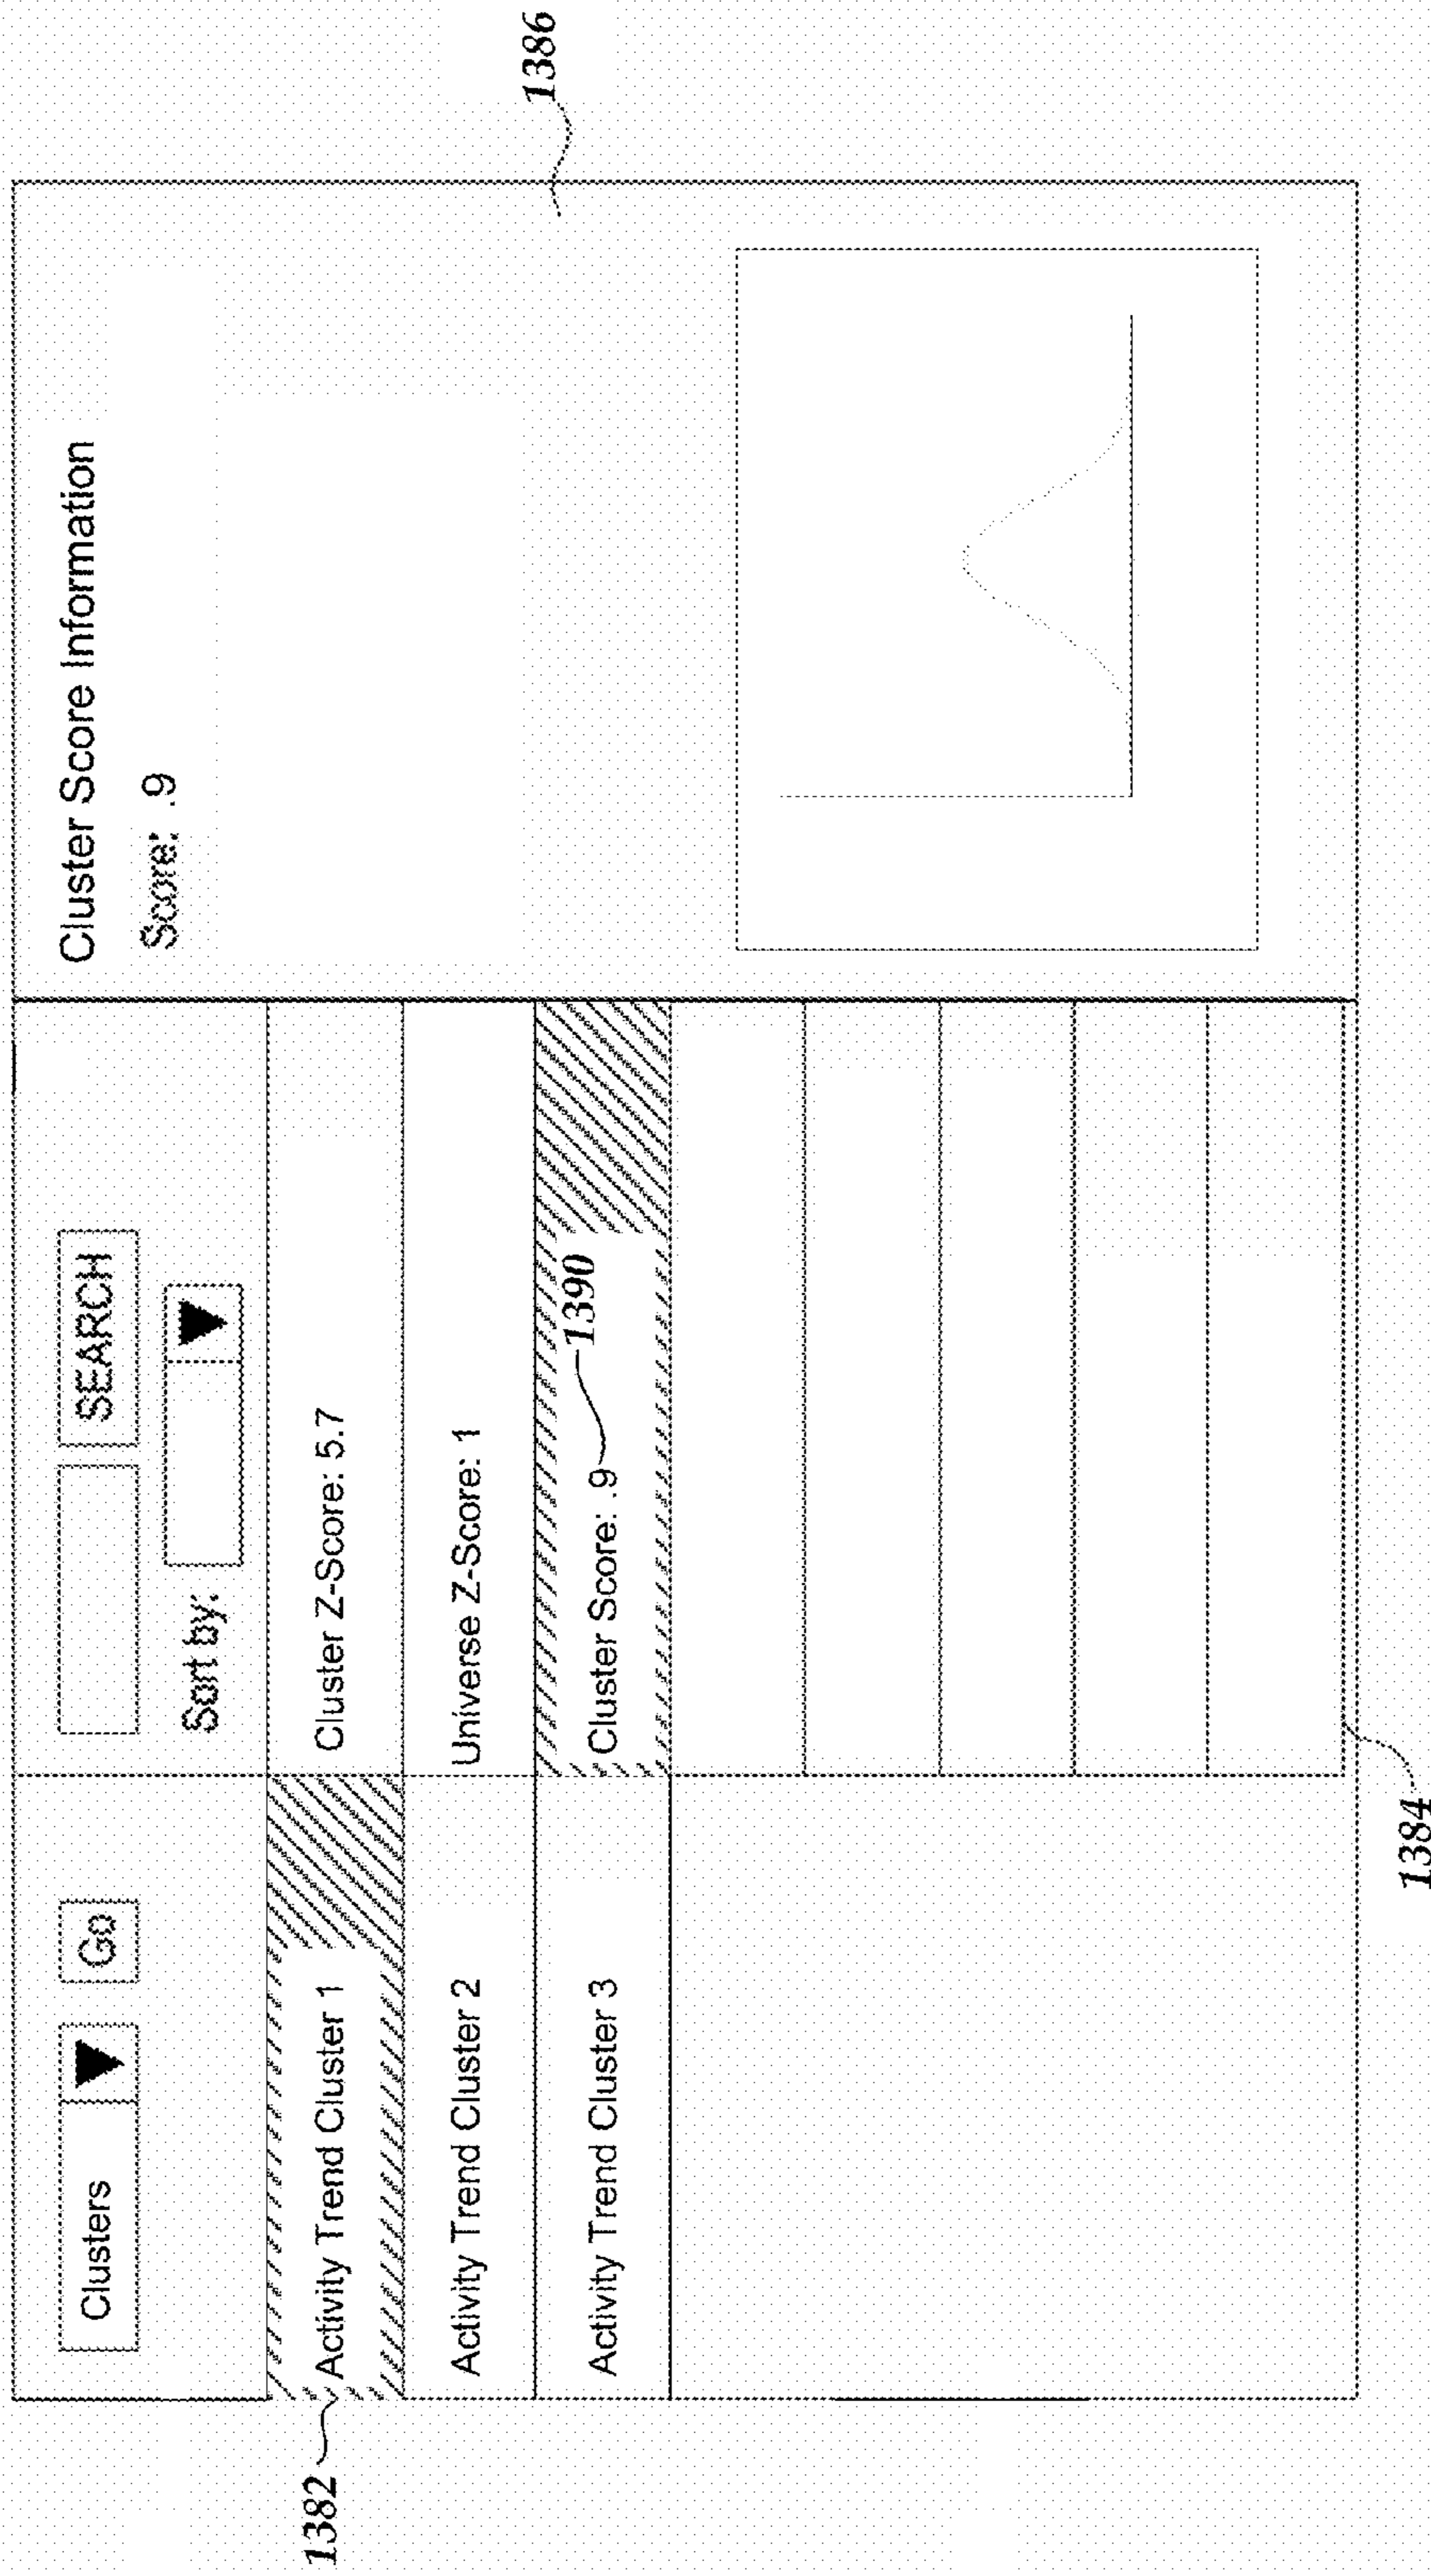 Clusters
Go
SEARCH
Sort by:
Cluster Score Information
Score: .9
1382
Activity Trend Cluster 1
Cluster Z-Score: 5.7
Activity Trend Cluster 2
Universe Z-Score: 1
Activity Trend Cluster 3
Cluster Score: .9
1390
1386
1384